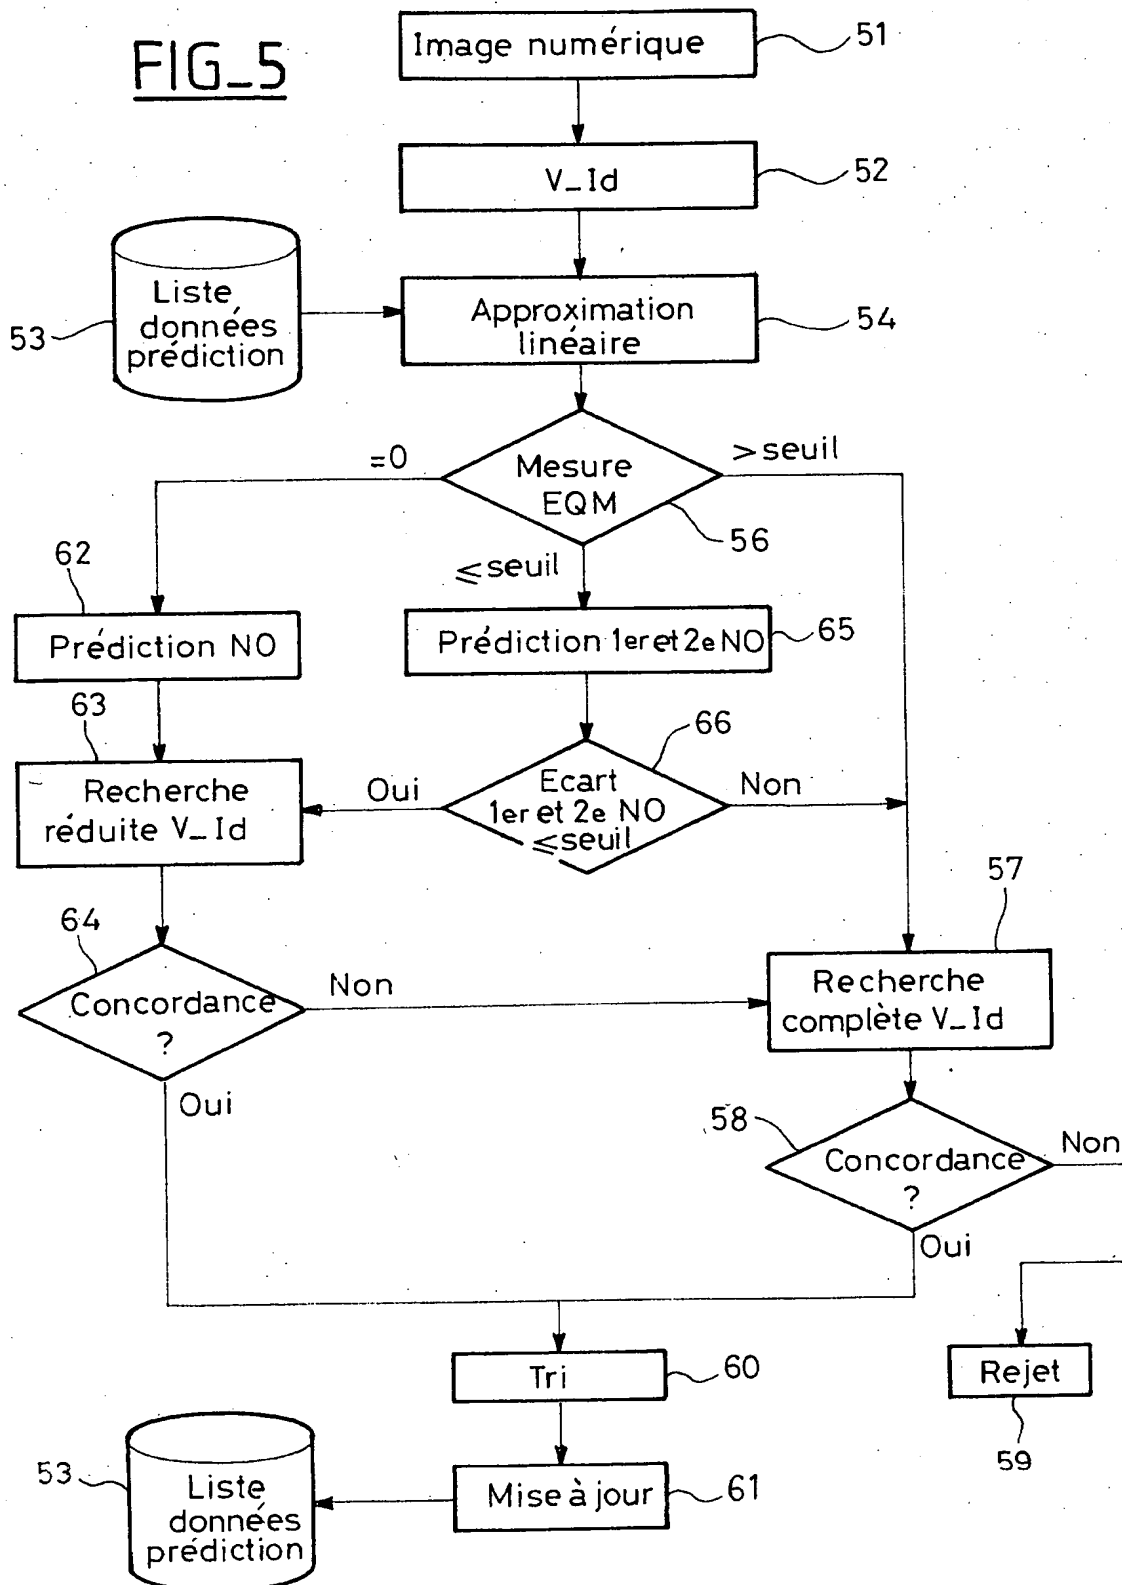 FIG_5
Image numérique
51
V_Id
52
Liste
données
prédiction
53
Approximation
linéaire
54
=0
Mesure
EQM
>seuil
56
≤seuil
62
Prédiction NO
Prédiction 1er et 2e NO
65
63
Recherche
réduite V_Id
Oui
66
Ecart
1er et 2e NO
≤seuil
Non
64
Concordance
?
Non
Oui
57
Recherche
complète V_Id
58
Concordance
?
Non
Oui
Tri
60
Rejet
59
53
Liste
données
prédiction
Mise à jour
61